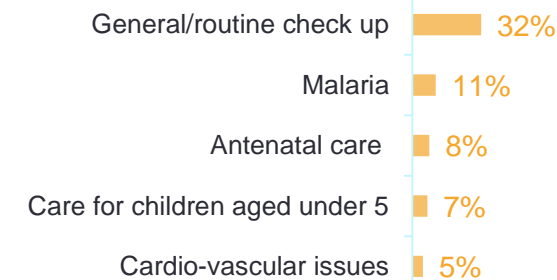 General/routine check up 32%
Malaria 11%
Antenatal care 8%
Care for children aged under 5 7%
Cardio-vascular issues 5%